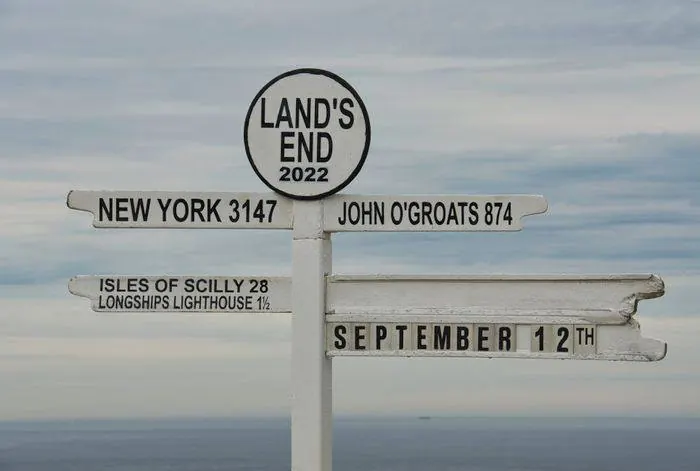 LAND'S
END
2022
NEW YORK 3147
JOHN O'GROATS 874
ISLES OF SCILLY 28
LONGSHIPS LIGHTHOUSE 1½
SEPTEMBER 12TH